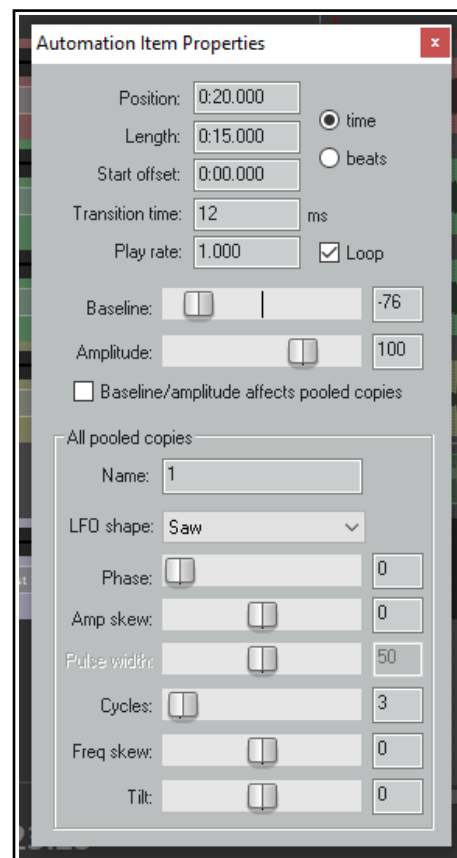 Automation Item Properties x
Position: 0:20.000
time
Length: 0:15.000
beats
Start offset: 0:00.000
Transition time: 12 ms
Play rate: 1.000 Loop
Baseline: -76
Amplitude: 100
Baseline/amplitude affects pooled copies
All pooled copies
Name: 1
LFO shape: Saw
Phase: 0
Amp skew: 0
Pulse width: 50
Cycles: 3
Freq skew: 0
Tilt: 0